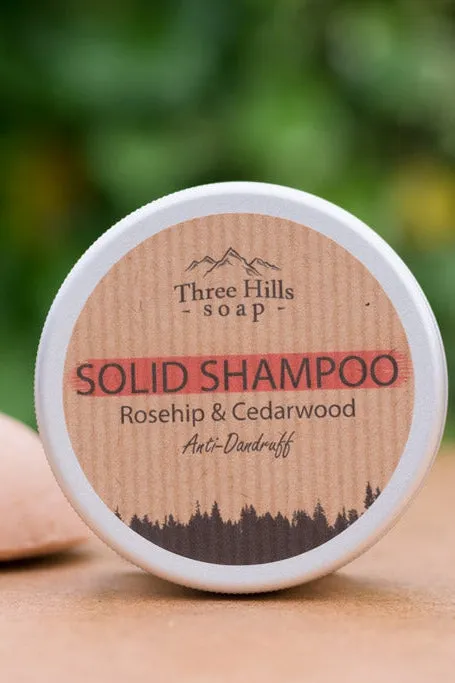 Three Hills
- soap -
SOLID SHAMPOO
Rosehip & Cedarwood
Anti-Dandruff